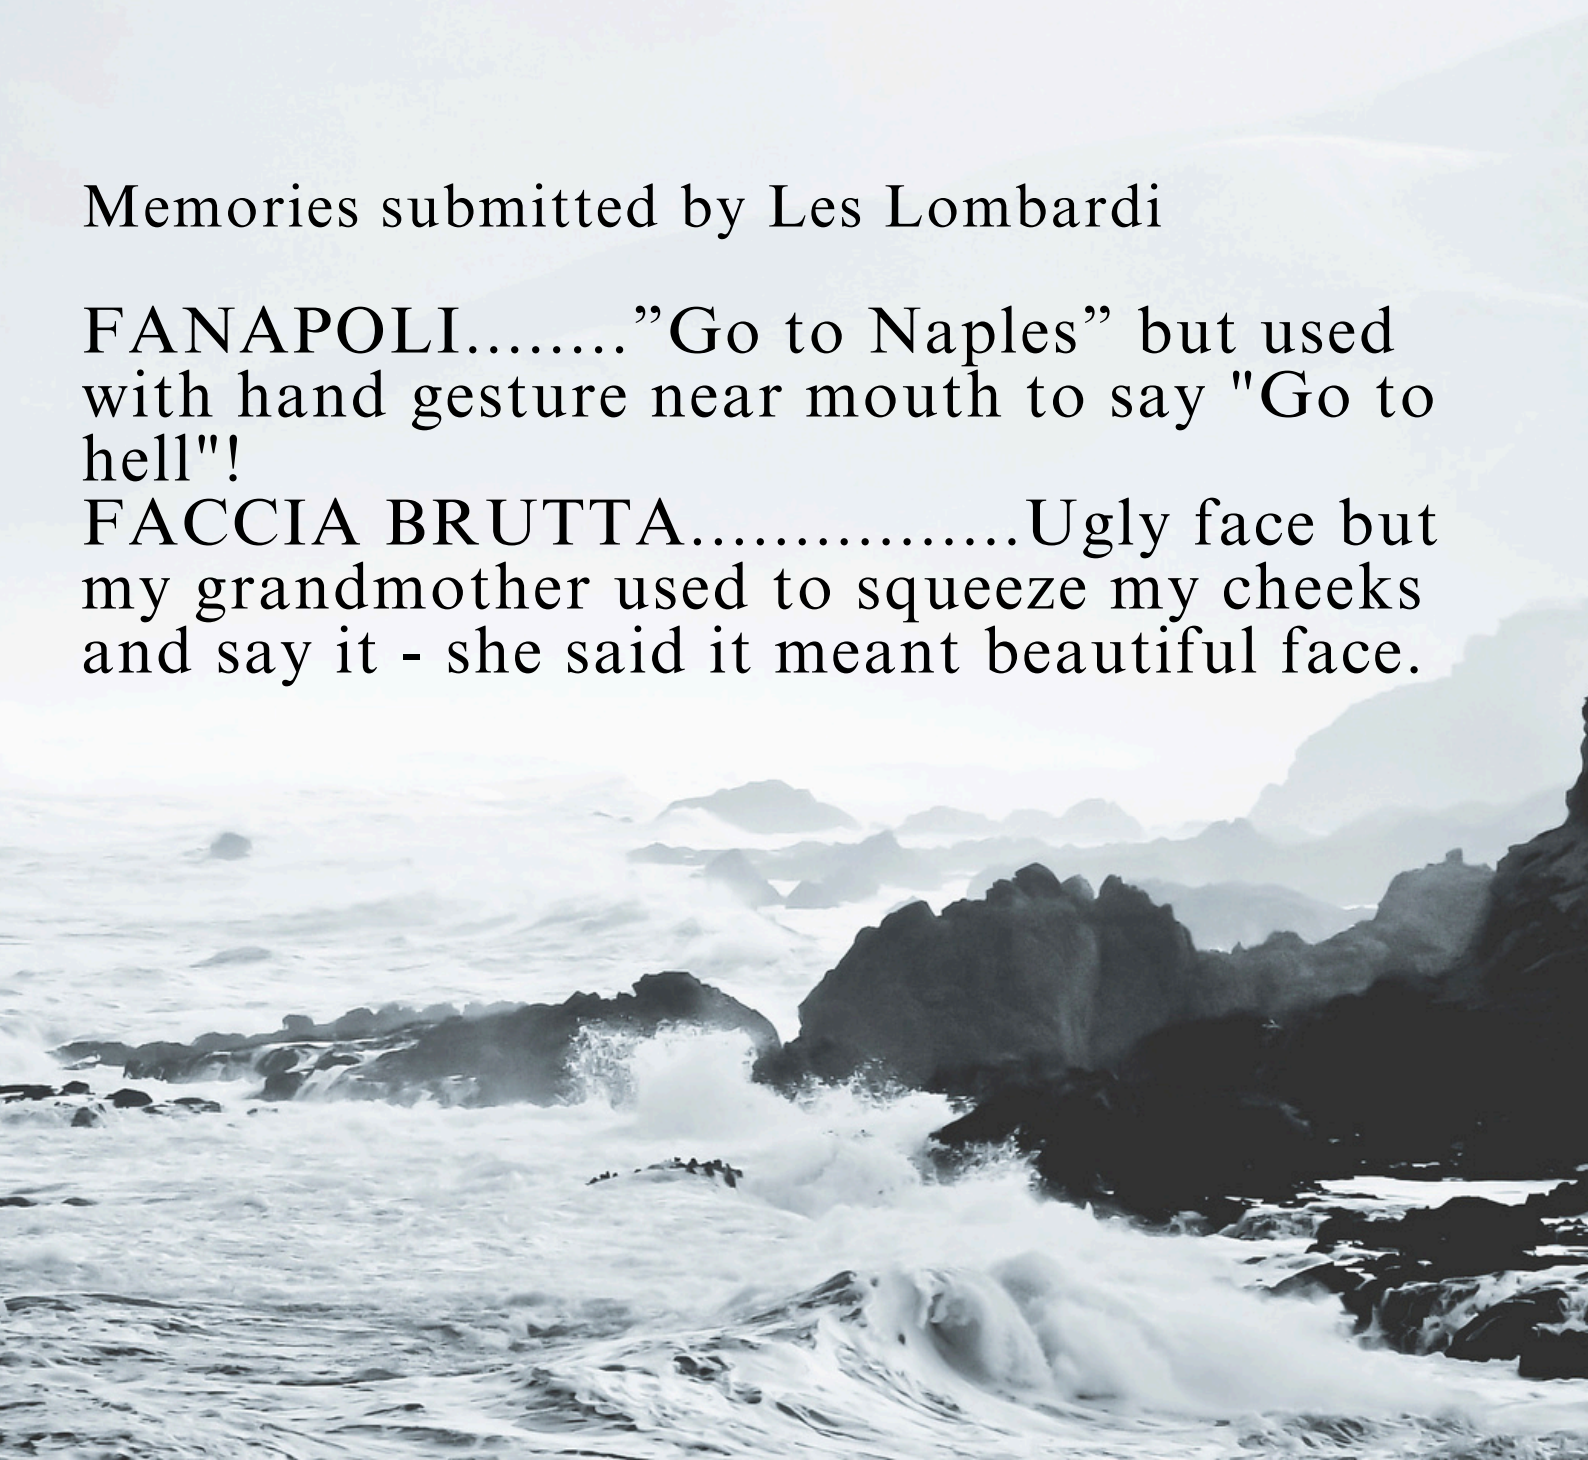 Memories submitted by Les Lombardi
FANAPOLI........”Go to Naples” but used
with hand gesture near mouth to say "Go to
hell"!
FACCIA BRUTTA................Ugly face but
my grandmother used to squeeze my cheeks
and say it - she said it meant beautiful face.